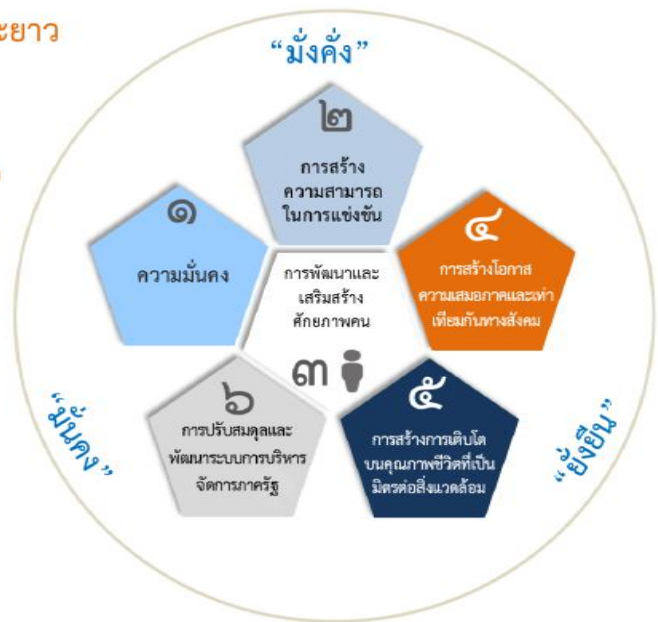 ะยาว
“มั่งคั่ง”
๒
การสร้าง
ความสามารถ
ในการแข่งขัน
๑
ความมั่นคง
๔
การสร้างโอกาส
ความเสมอภาคและเท่า
เทียมกันทางสังคม
การพัฒนาและ
เสริมสร้าง
ศักยภาพคน
๓
๖
การปรับสมดุลและ
พัฒนาระบบการบริหาร
จัดการภาครัฐ
๕
การสร้างการเติบโต
บนคุณภาพชีวิตที่เป็น
มิตรต่อสิ่งแวดล้อม
“มั่นคง”
“ยั่งยืน”